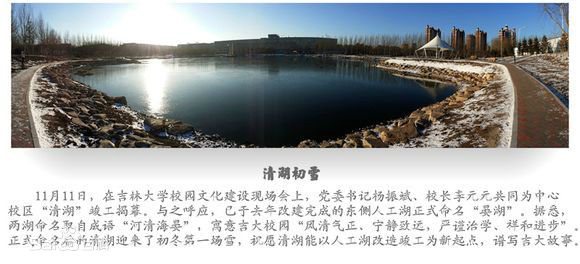 清湖初雪
11月11日，在吉林大学校园文化建设现场会上，党委书记杨振斌、校长李元元共同为中心
校区“清湖”竣工揭幕。与之呼应，已于去年改建完成的东侧人工湖正式命名“晏湖”。据悉，
两湖命名取自成语“河清海晏”，寓意吉大校园“风清气正、宁静致远，严谨治学、祥和进步”。
正式命名后的清湖迎来了初冬第一场雪，祝愿清湖能以人工湖改造竣工为新起点，谱写吉大故事。